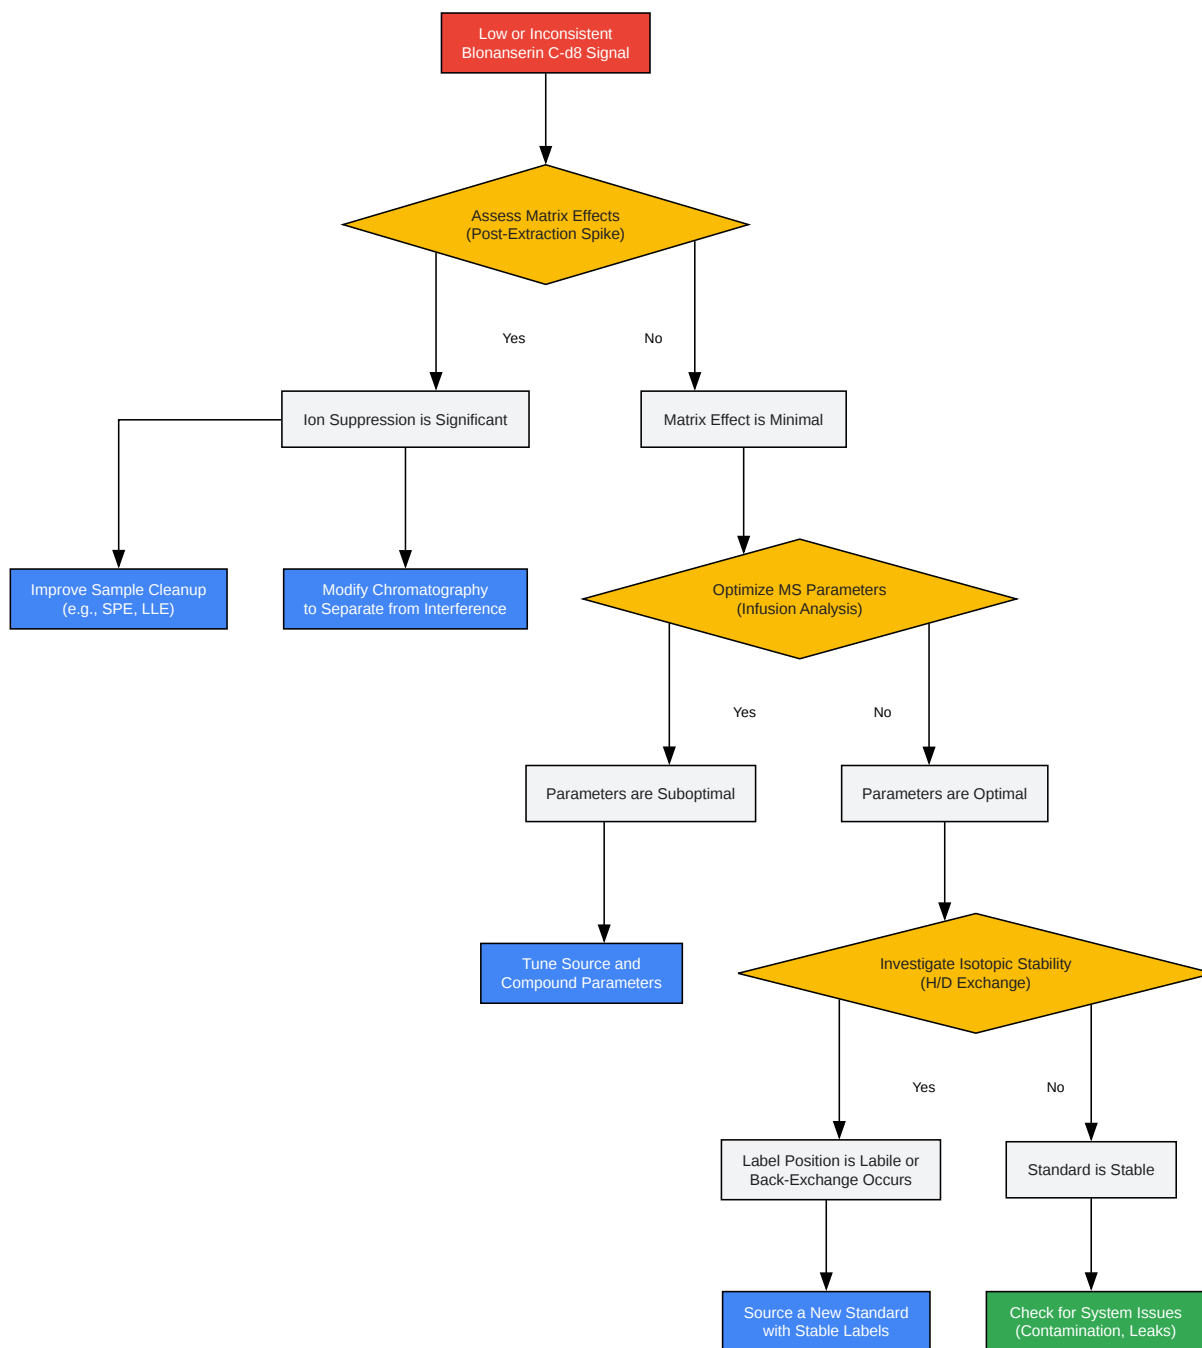 Low or Inconsistent
Blonanserin C-d8 Signal
Assess Matrix Effects
(Post-Extraction Spike)
Yes
No
Ion Suppression is Significant
Matrix Effect is Minimal
Improve Sample Cleanup
(e.g., SPE, LLE)
Modify Chromatography
to Separate from Interference
Optimize MS Parameters
(Infusion Analysis)
Yes
No
Parameters are Suboptimal
Parameters are Optimal
Tune Source and
Compound Parameters
Investigate Isotopic Stability
(H/D Exchange)
Yes
No
Label Position is Labile or
Back-Exchange Occurs
Standard is Stable
Source a New Standard
with Stable Labels
Check for System Issues
(Contamination, Leaks)